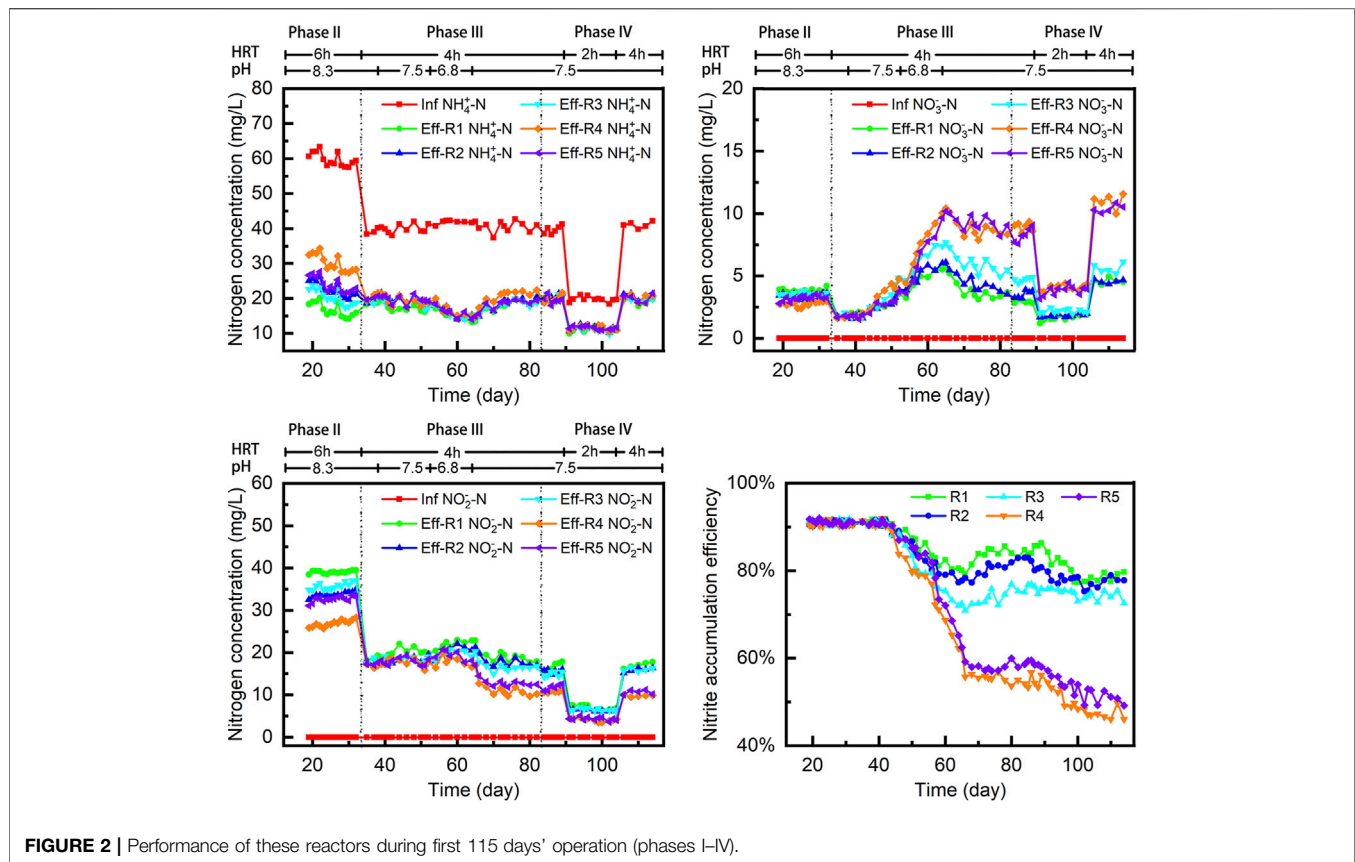 Phase II Phase III Phase IV
HRT 6h 4h 2h 4h
pH 8.3 7.5 6.8 7.5
Nitrogen concentration (mg/L)
80
70
60
50
40
30
20
10
Inf NH₄⁺-N Eff-R3 NH₄⁺-N
Eff-R1 NH₄⁺-N Eff-R4 NH₄⁺-N
Eff-R2 NH₄⁺-N Eff-R5 NH₄⁺-N
20 40 60 80 100
Time (day)
Phase II Phase III Phase IV
HRT 6h 4h 2h 4h
pH 8.3 7.5 6.8 7.5
Nitrogen concentration (mg/L)
20
15
10
5
0
Inf NO₃⁻-N Eff-R3 NO₃⁻-N
Eff-R1 NO₃⁻-N Eff-R4 NO₃⁻-N
Eff-R2 NO₃⁻-N Eff-R5 NO₃⁻-N
20 40 60 80 100
Time (day)
Phase II Phase III Phase IV
HRT 6h 4h 2h 4h
pH 8.3 7.5 6.8 7.5
Nitrogen concentration (mg/L)
60
50
40
30
20
10
0
Inf NO₂⁻-N Eff-R3 NO₂⁻-N
Eff-R1 NO₂⁻-N Eff-R4 NO₂⁻-N
Eff-R2 NO₂⁻-N Eff-R5 NO₂⁻-N
20 40 60 80 100
Time (day)
Nitrite accumulation efficiency
100%
80%
60%
40%
R1 R3 R5
R2 R4
0 20 40 60 80 100
Time (day)
FIGURE 2 | Performance of these reactors during first 115 days' operation (phases I–IV).